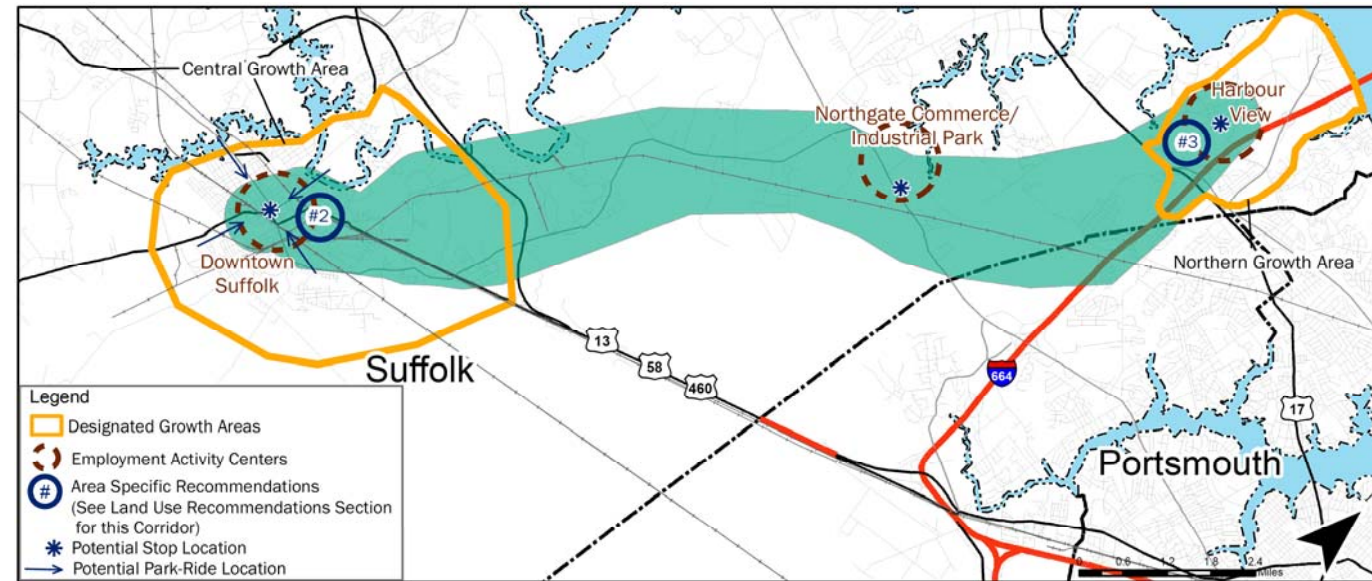 Central Growth Area
Northgate Commerce/
Industrial Park
Harbour
View
#3
#2
Downtown
Suffolk
Northern Growth Area
Suffolk
13
58
460
664
17
Portsmouth
Legend
Designated Growth Areas
Employment Activity Centers
# Area Specific Recommendations
(See Land Use Recommendations Section
for this Corridor)
Potential Stop Location
Potential Park-Ride Location
0 0.6 1.2 1.8 2.4
Miles